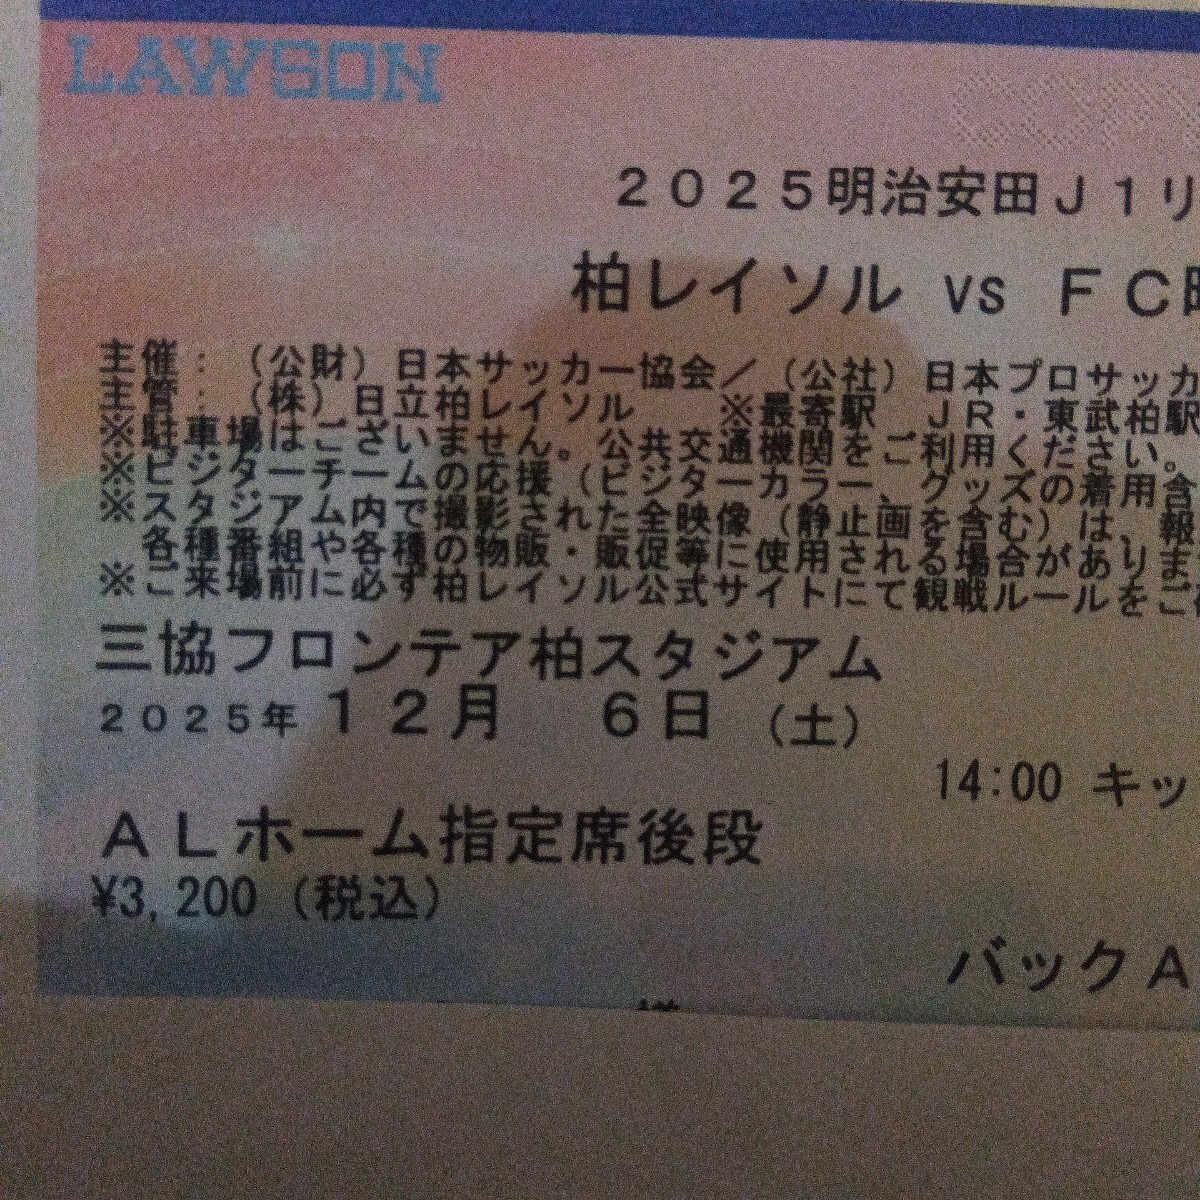 LAWSON
2025明治安田J1リ
柏レイソル vs FC
主催:(公財)日本サッカー協会/(公社)日本プロサッカ
主管:(株)日立柏レイソル ※最寄駅 JR・東武柏駅
※駐車場はございません。公共交通機関をご利用ください。
※ビジターチームの応援(ビジターカラー、グッズの着用含
※スタジアム内で撮影された全映像(静止画を含む)は、報
各種番組や各種の物販・販促等に使用される場合がありま
※ご来場前に必ず柏レイソル公式サイトにて観戦ルールをご
三協フロンテア柏スタジアム
2025年12月 6日(土)
14:00 キッ
ALホーム指定席後段
¥3,200(税込)
バックA